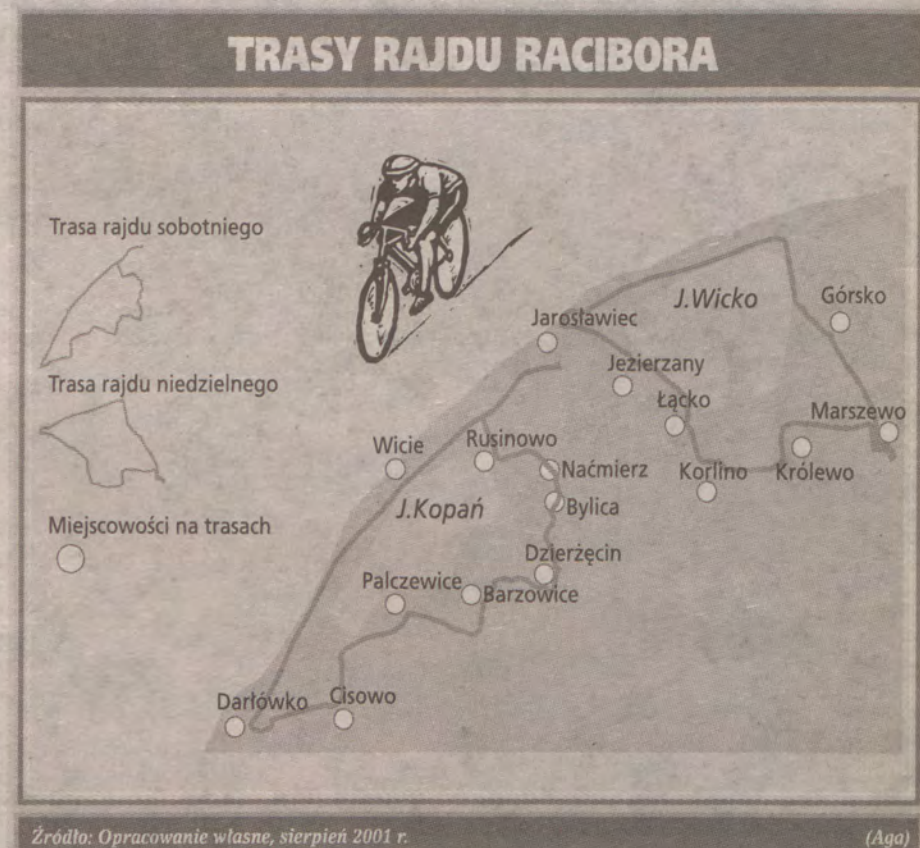 TRASY RAJDU RACIBORA
Trasa rajdu sobotniego
Trasa rajdu niedzielnego
Miejscowości na trasach
J.Wicko
Górsko
Jarosławiec
Jezierzany
Łącko
Marszewo
Wicie
Rusinowo
Naćmierz
Korlino
Królewo
J.Kopań
Bylica
Dzierżęcin
Palczewice
Barzowice
Darłówko
Cisowo
Źródło: Opracowanie własne, sierpień 2001 r.
(Aga)